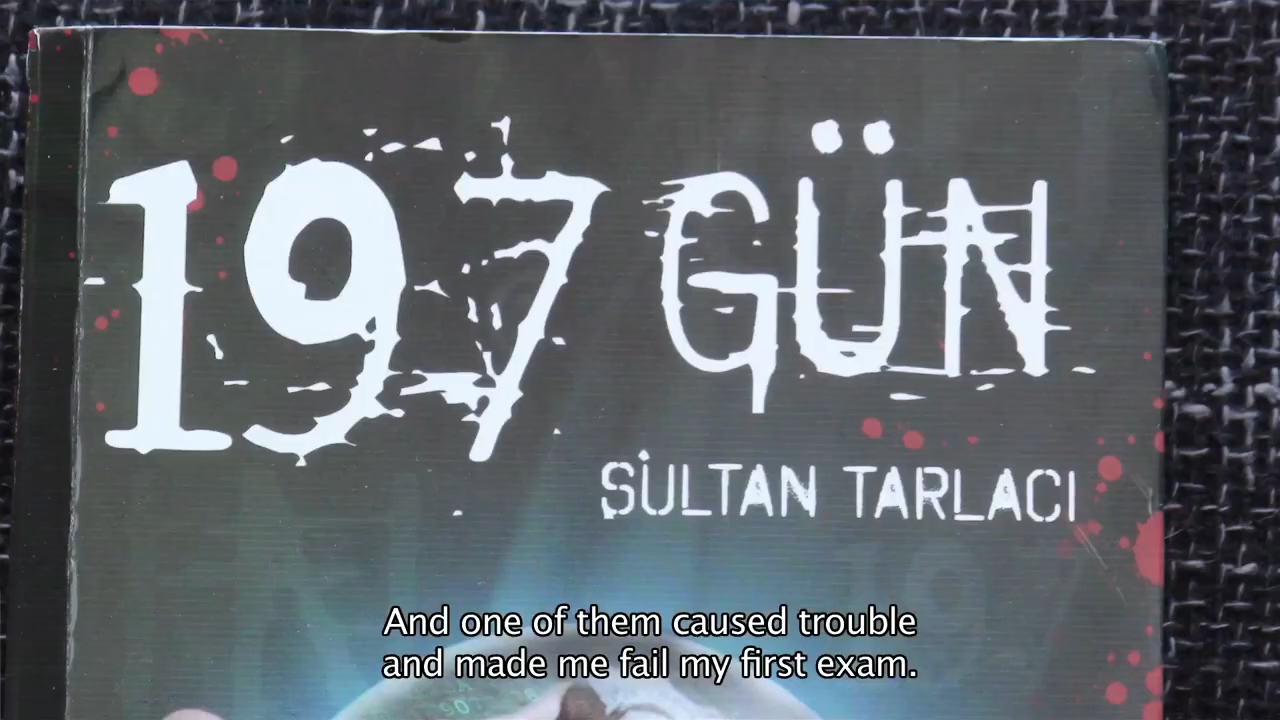 197 GÜN
SULTAN TARLACI
And one of them caused trouble
and made me fail my first exam.